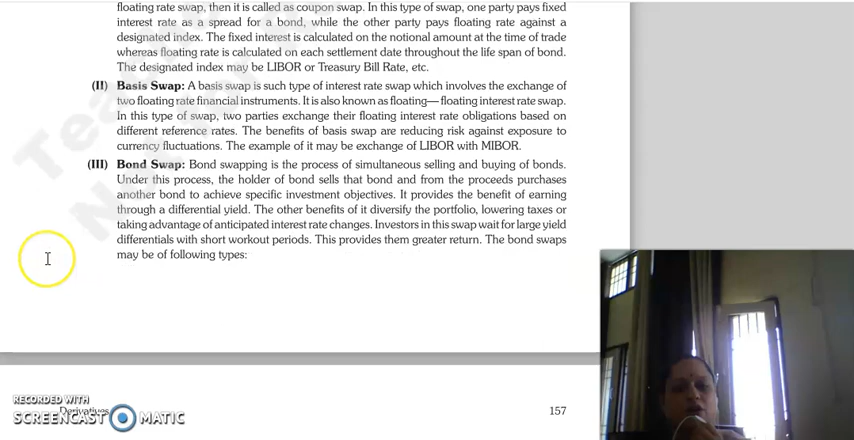 floating rate swap, then it is called as coupon swap. In this type of swap, one party pays fixed
interest rate as a spread for a bond, while the other party pays floating rate against a
designated index. The fixed interest is calculated on the notional amount at the time of trade
whereas floating rate is calculated on each settlement date throughout the life span of bond.
The designated index may be LIBOR or Treasury Bill Rate, etc.
(II) Basis Swap: A basis swap is such type of interest rate swap which involves the exchange of
two floating rate financial instruments. It is also known as floating— floating interest rate swap.
In this type of swap, two parties exchange their floating interest rate obligations based on
different reference rates. The benefits of basis swap are reducing risk against exposure to
currency fluctuations. The example of it may be exchange of LIBOR with MIBOR.
(III) Bond Swap: Bond swapping is the process of simultaneous selling and buying of bonds.
Under this process, the holder of bond sells that bond and from the proceeds purchases
another bond to achieve specific investment objectives. It provides the benefit of earning
through a differential yield. The other benefits of it diversify the portfolio, lowering taxes or
taking advantage of anticipated interest rate changes. Investors in this swap wait for large yield
differentials with short workout periods. This provides them greater return. The bond swaps
may be of following types:
RECORDED WITH
Derivatives 157
SCREENCAST MATIC